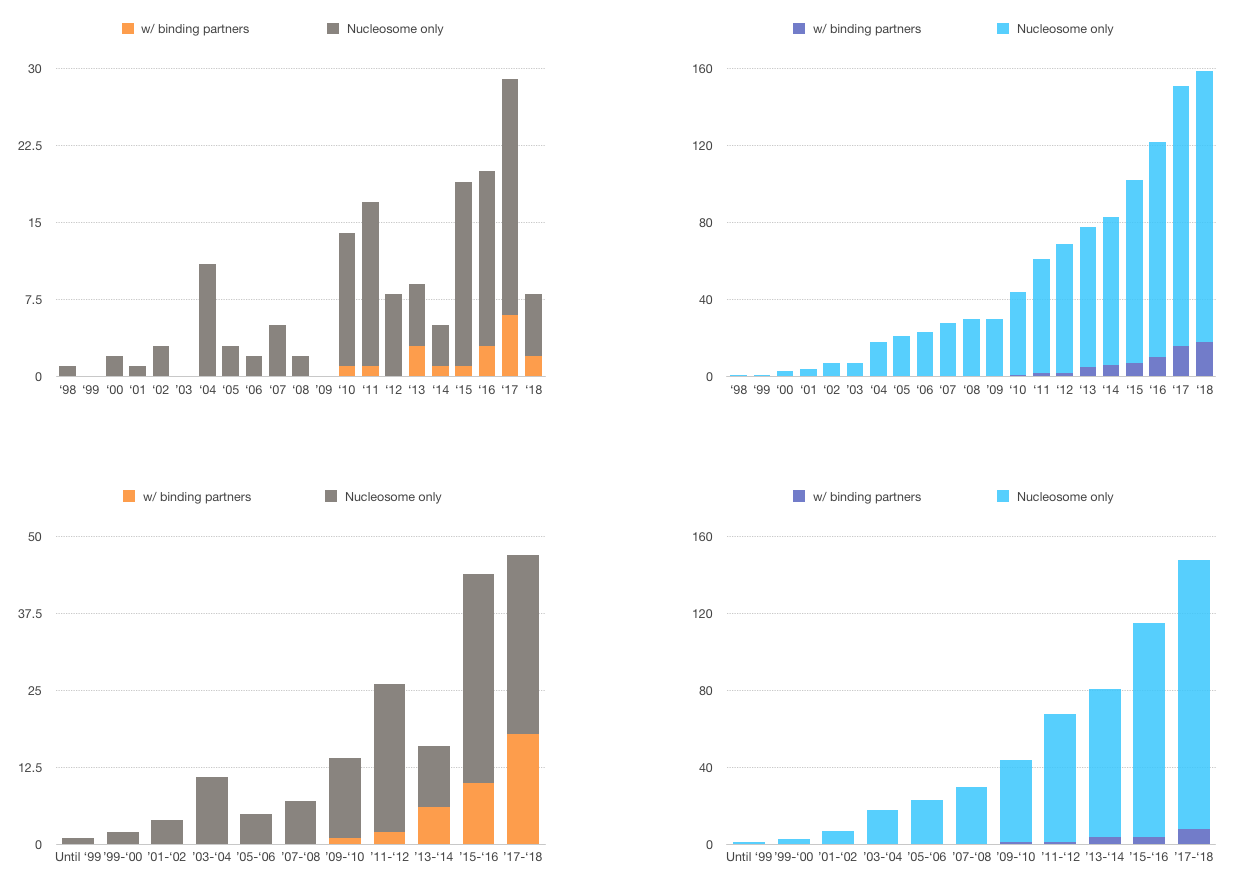 w/ binding partners Nucleosome only
30
22.5
15
7.5
0
‘98 ‘99 ‘00 ‘01 ‘02 ‘03 ‘04 ‘05 ‘06 ‘07 ‘08 ‘09 ‘10 ‘11 ‘12 ‘13 ‘14 ‘15 ‘16 ‘17 ‘18
w/ binding partners Nucleosome only
160
120
80
40
0
‘98 ‘99 ‘00 ‘01 ‘02 ‘03 ‘04 ‘05 ‘06 ‘07 ‘08 ‘09 ‘10 ‘11 ‘12 ‘13 ‘14 ‘15 ‘16 ‘17 ‘18
w/ binding partners Nucleosome only
50
37.5
25
12.5
0
Until ‘99 ’99-‘00 ’01-‘02 ’03-‘04 ’05-‘06 ’07-‘08 ’09-‘10 ’11-‘12 ’13-‘14 ’15-‘16 ’17-‘18
w/ binding partners Nucleosome only
160
120
80
40
0
Until ‘99 ’99-‘00 ’01-‘02 ’03-‘04 ’05-‘06 ’07-‘08 ’09-‘10 ’11-‘12 ’13-‘14 ’15-‘16 ’17-‘18